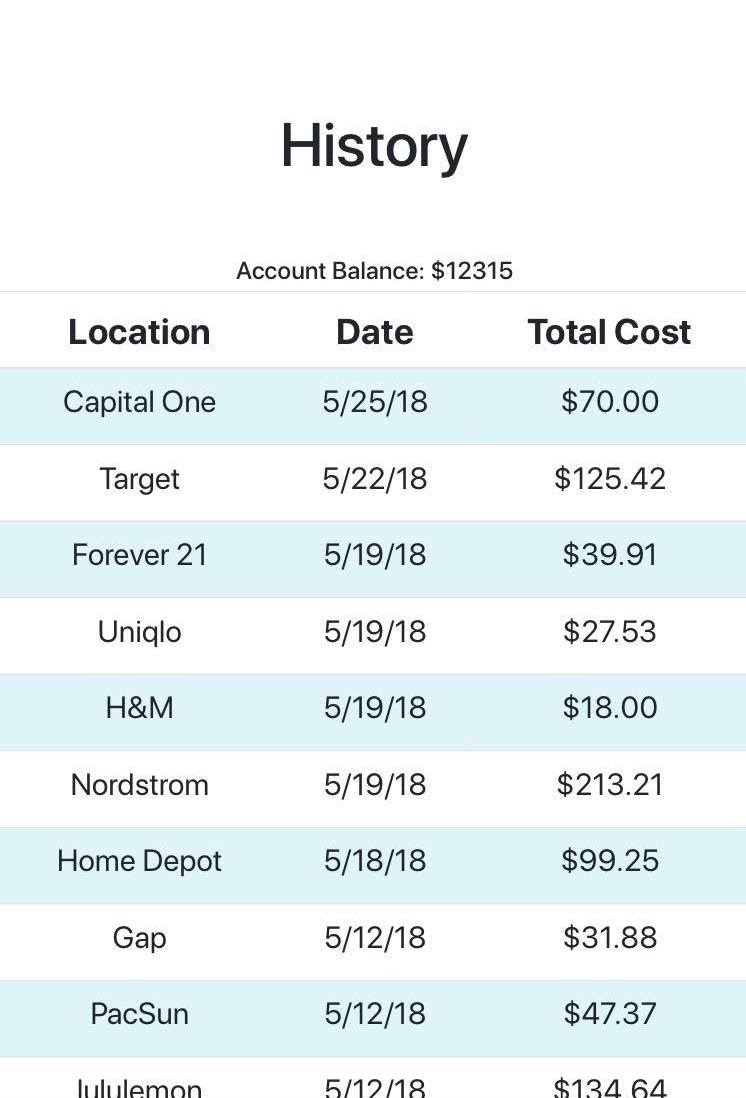 History
Account Balance: $12315
Location Date Total Cost
Capital One 5/25/18 $70.00
Target 5/22/18 $125.42
Forever 21 5/19/18 $39.91
Uniqlo 5/19/18 $27.53
H&M 5/19/18 $18.00
Nordstrom 5/19/18 $213.21
Home Depot 5/18/18 $99.25
Gap 5/12/18 $31.88
PacSun 5/12/18 $47.37
lululemon 5/12/18 $134.64